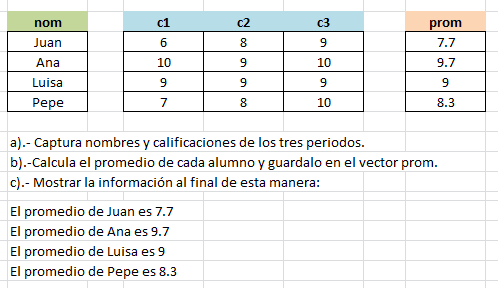 nom c1 c2 c3 prom
Juan 6 8 9 7.7
Ana 10 9 10 9.7
Luisa 9 9 9 9
Pepe 7 8 10 8.3
a).- Captura nombres y calificaciones de los tres periodos.
b).-Calcula el promedio de cada alumno y guardalo en el vector prom.
c).- Mostrar la información al final de esta manera:
El promedio de Juan es 7.7
El promedio de Ana es 9.7
El promedio de Luisa es 9
El promedio de Pepe es 8.3